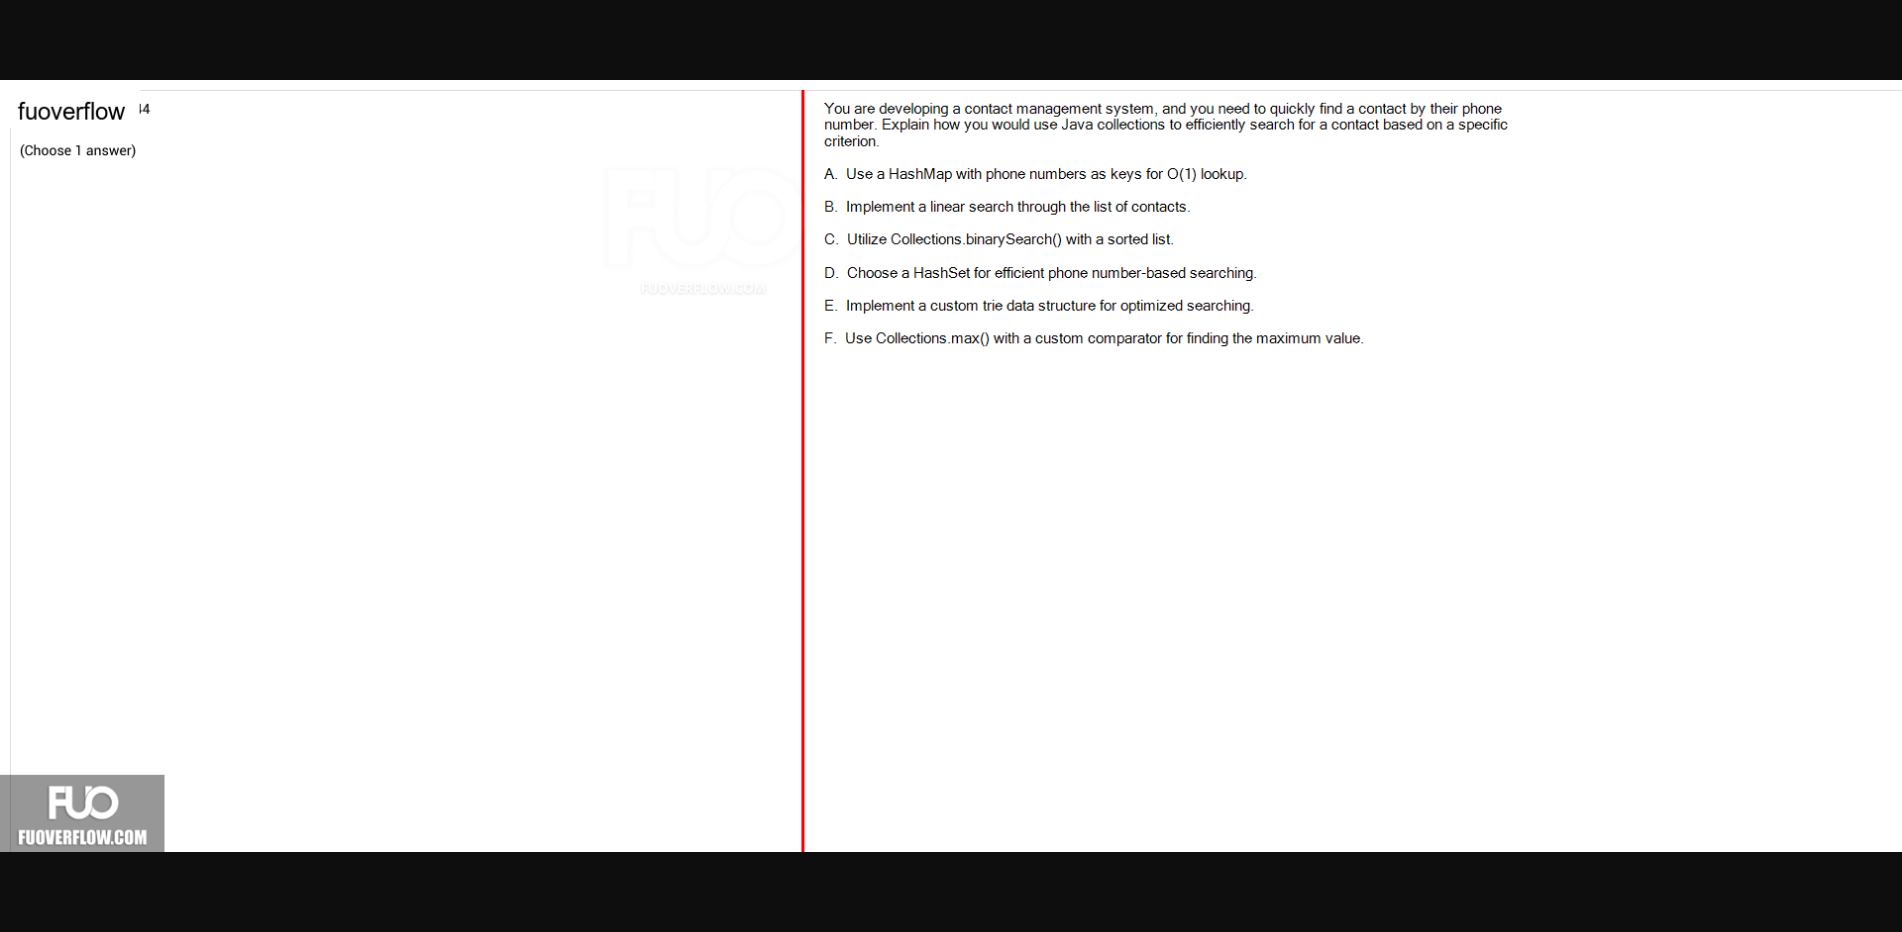 fuoverflow 44
(Choose 1 answer)
FUO
FUOVERFLOW.COM
You are developing a contact management system, and you need to quickly find a contact by their phone
number. Explain how you would use Java collections to efficiently search for a contact based on a specific
criterion.
A. Use a HashMap with phone numbers as keys for O(1) lookup.
B. Implement a linear search through the list of contacts.
C. Utilize Collections.binarySearch() with a sorted list.
D. Choose a HashSet for efficient phone number-based searching.
E. Implement a custom trie data structure for optimized searching.
F. Use Collections.max() with a custom comparator for finding the maximum value.
FUO
FUOVERFLOW.COM